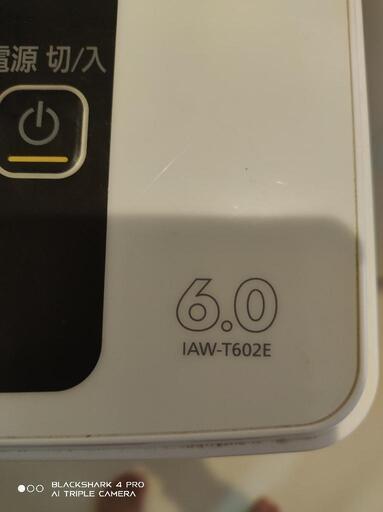 電源 切/入
6.0
IAW-T602E
BLACKSHARK 4 PRO
AI TRIPLE CAMERA